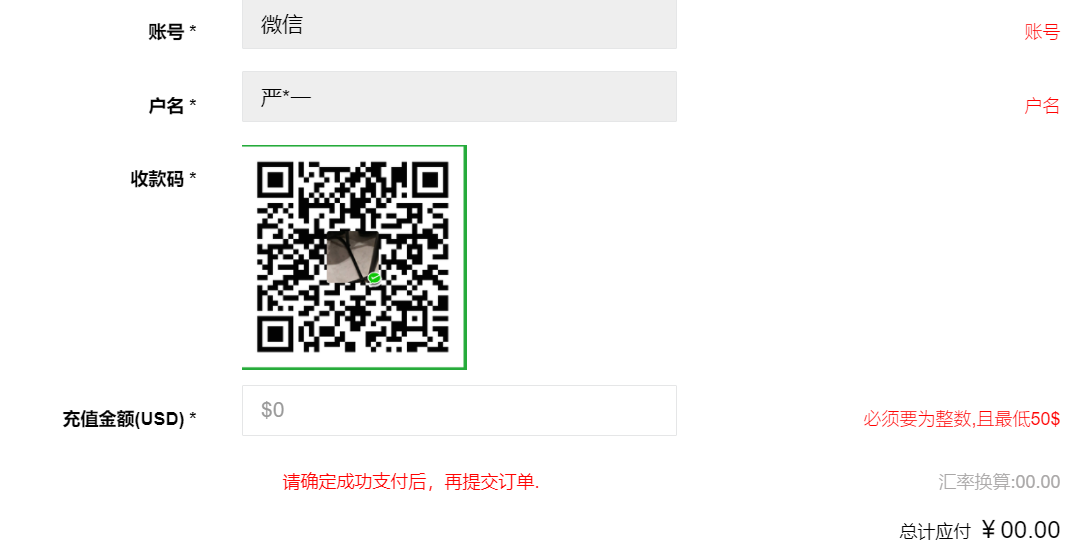 账号 * 微信 账号
户名 * 严*一 户名
收款码 *
充值金额(USD) * $0 必须要为整数,且最低50$
请确定成功支付后，再提交订单. 汇率换算:00.00
总计应付 ￥00.00